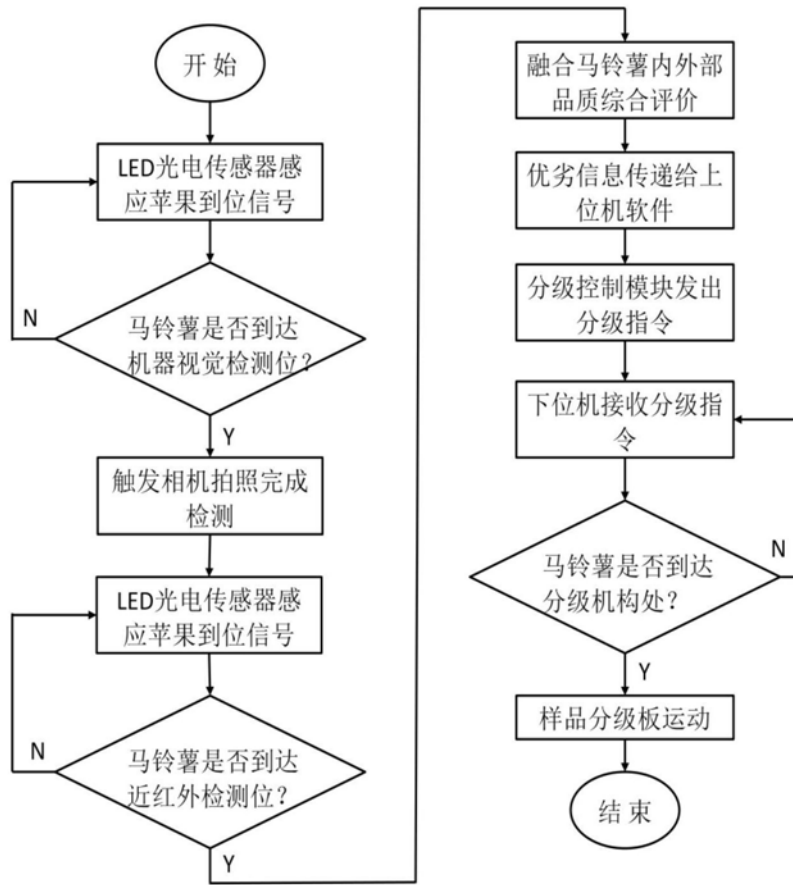 开 始
LED光电传感器感
应苹果到位信号
N
马铃薯是否到达
机器视觉检测位?
Y
触发相机拍照完成
检测
LED光电传感器感
应苹果到位信号
N
马铃薯是否到达
近红外检测位?
Y
融合马铃薯内外部
品质综合评价
优劣信息传递给上
位机软件
分级控制模块发出
分级指令
下位机接收分级指
令
N
马铃薯是否到达
分级机构处?
Y
样品分级板运动
结 束